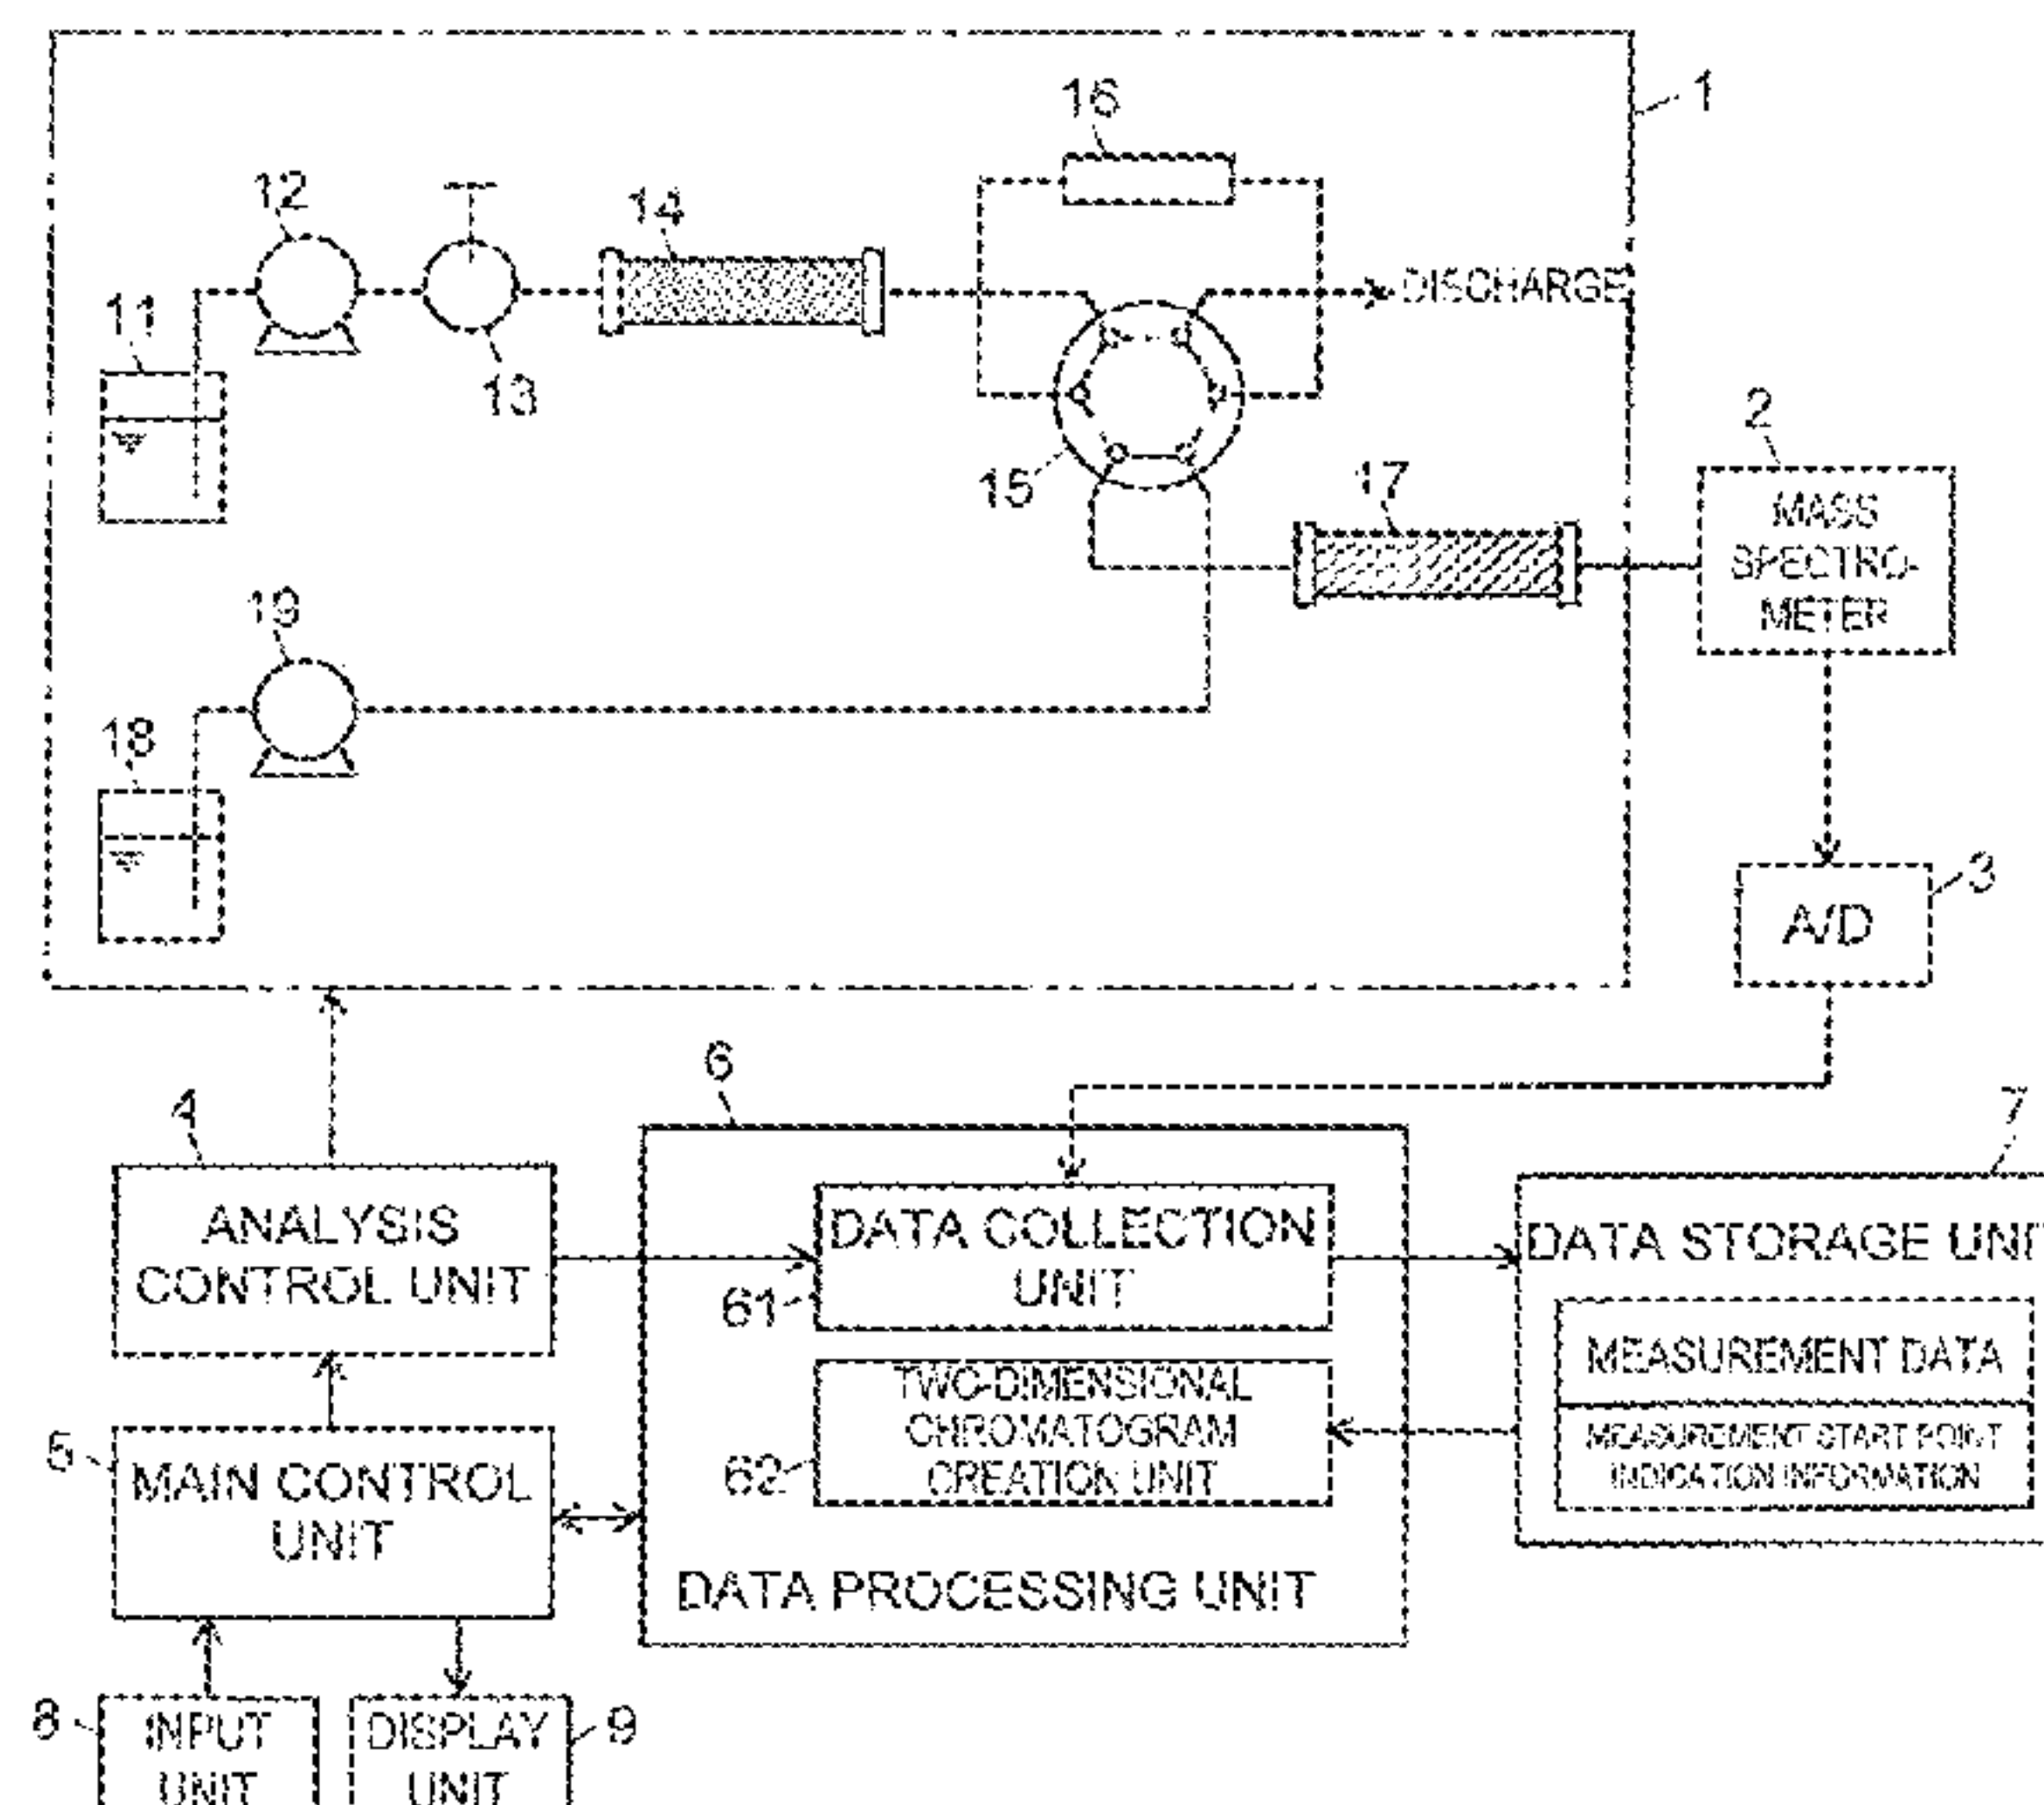 16
1
12
14
DISCHARGE
11
13
2
15
17
MASS
SPECTRO-
METER
19
18
3
A/D
6
4
7
ANALYSIS
CONTROL UNIT
DATA COLLECTION
UNIT
61
DATA STORAGE UNIT
MEASUREMENT DATA
MEASUREMENT START POINT
INDICATION INFORMATION
5
MAIN CONTROL
UNIT
TWO-DIMENSIONAL
CHROMATOGRAM
CREATION UNIT
62
DATA PROCESSING UNIT
8
INPUT
UNIT
DISPLAY
UNIT
9